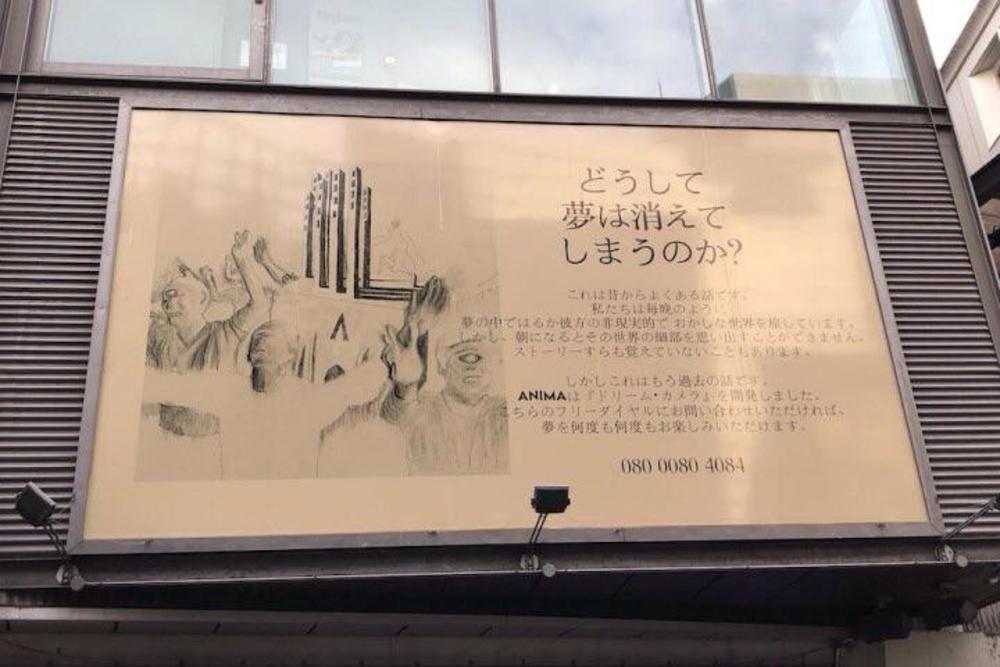 どうして
夢は消えて
しまうのか?
これは昔からよくある話です。
私たちは毎晩のように
夢の中ではるか彼方の非現実的でおかしな世界を旅しています。
しかし、朝になるとその世界の細部を思い出すことができません。
ストーリーすらも覚えていないこともあります。
しかしこれはもう過去の話です。
ANIMAは『ドリーム・カメラ』を開発しました。
こちらのフリーダイヤルにお問い合わせいただければ、
夢を何度も何度もお楽しみいただけます。
080 0080 4084